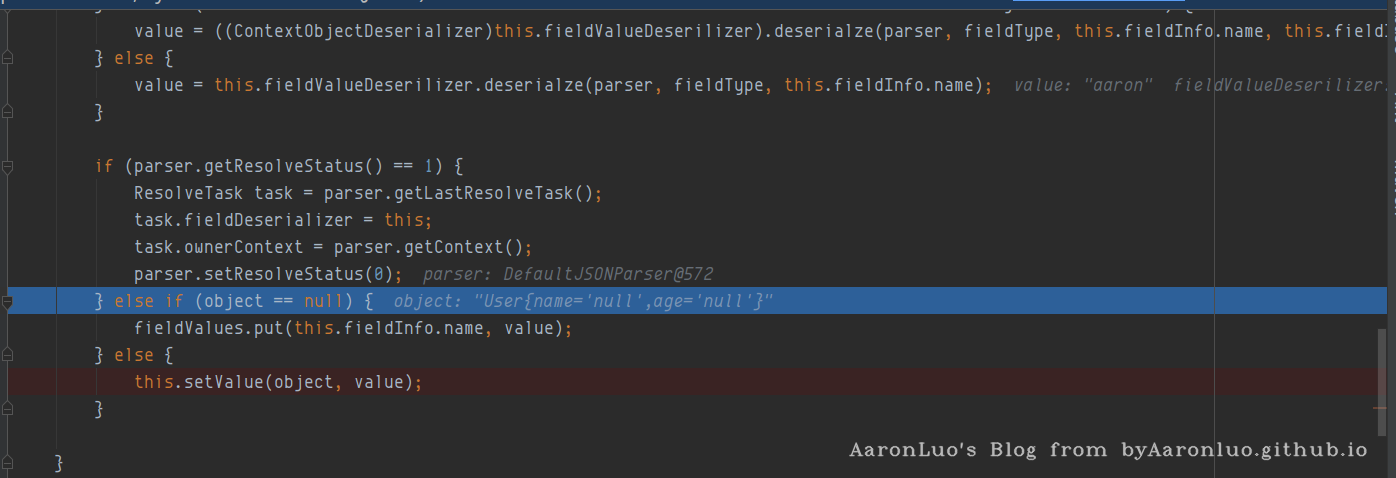 value = ((ContextObjectDeserializer)this.fieldValueDeserilizer).deserialze(parser, fieldType, this.fieldInfo.name, this.fieldI
} else {
value = this.fieldValueDeserilizer.deserialze(parser, fieldType, this.fieldInfo.name); value: "aaron" fieldValueDeserilizer:
}
if (parser.getResolveStatus() == 1) {
ResolveTask task = parser.getLastResolveTask();
task.fieldDeserializer = this;
task.ownerContext = parser.getContext();
parser.setResolveStatus(0); parser: DefaultJSONParser@572
} else if (object == null) { object: "User{name='null',age='null'}"
fieldValues.put(this.fieldInfo.name, value);
} else {
this.setValue(object, value);
}
AaronLuo's Blog from byAaronluo.github.io
}